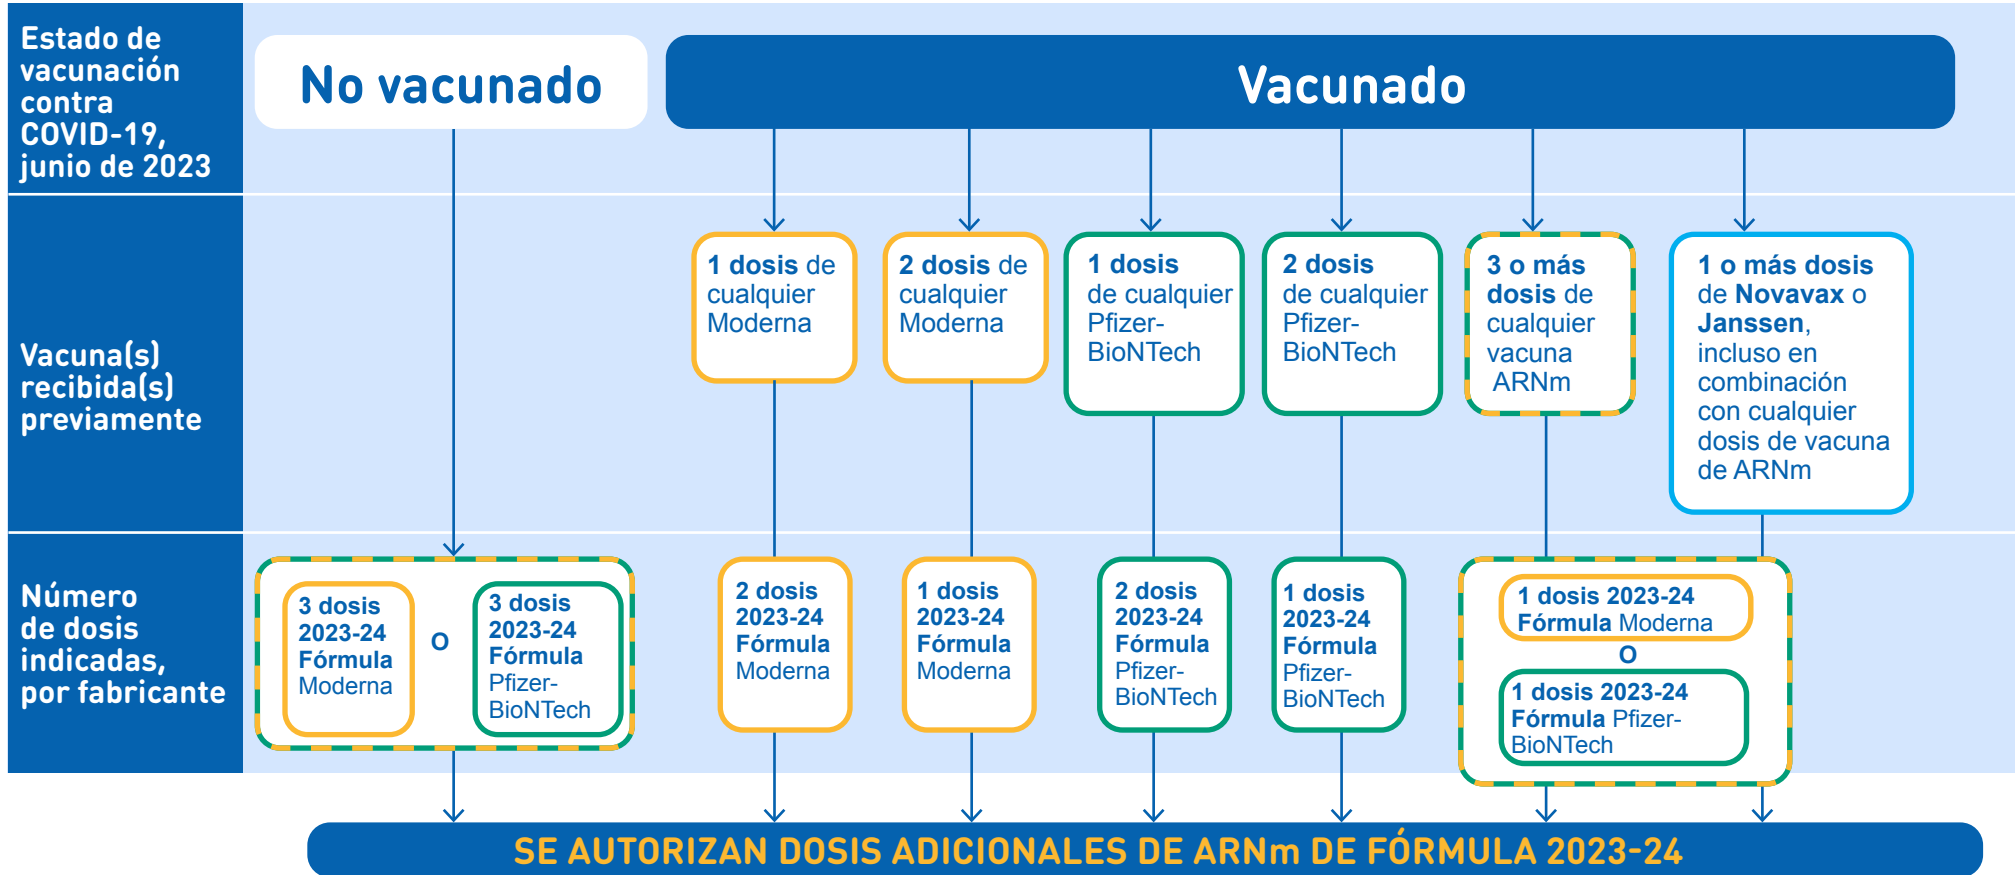 Estado de
vacunación
contra
COVID-19,
junio de 2023
No vacunado
Vacunado
Vacuna(s)
recibida(s)
previamente
1 dosis de
cualquier
Moderna
2 dosis de
cualquier
Moderna
1 dosis
de cualquier
Pfizer-
BioNTech
2 dosis
de cualquier
Pfizer-
BioNTech
3 o más
dosis de
cualquier
vacuna
ARNm
1 o más dosis
de Novavax o
Janssen,
incluso en
combinación
con cualquier
dosis de vacuna
de ARNm
Número
de dosis
indicadas,
por fabricante
3 dosis
2023-24
Fórmula
Moderna
O
3 dosis
2023-24
Fórmula
Pfizer-
BioNTech
2 dosis
2023-24
Fórmula
Moderna
1 dosis
2023-24
Fórmula
Moderna
2 dosis
2023-24
Fórmula
Pfizer-
BioNTech
1 dosis
2023-24
Fórmula
Pfizer-
BioNTech
1 dosis 2023-24
Fórmula Moderna
O
1 dosis 2023-24
Fórmula Pfizer-
BioNTech
SE AUTORIZAN DOSIS ADICIONALES DE ARNm DE FÓRMULA 2023-24